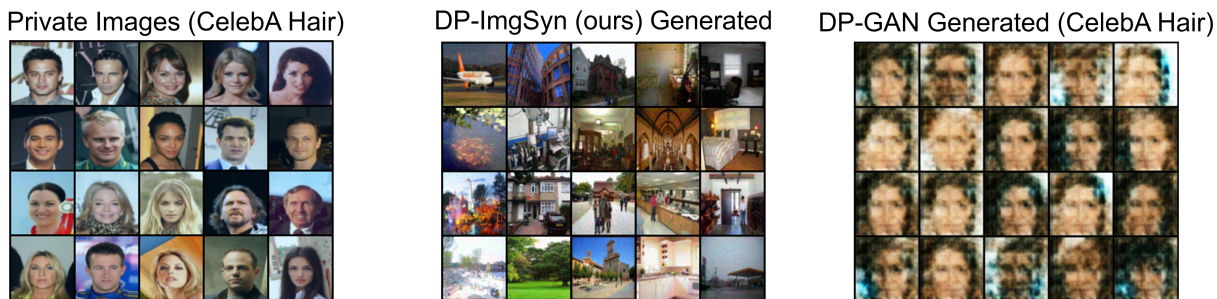 Private Images (CelebA Hair)
DP-ImgSyn (ours) Generated
DP-GAN Generated (CelebA Hair)